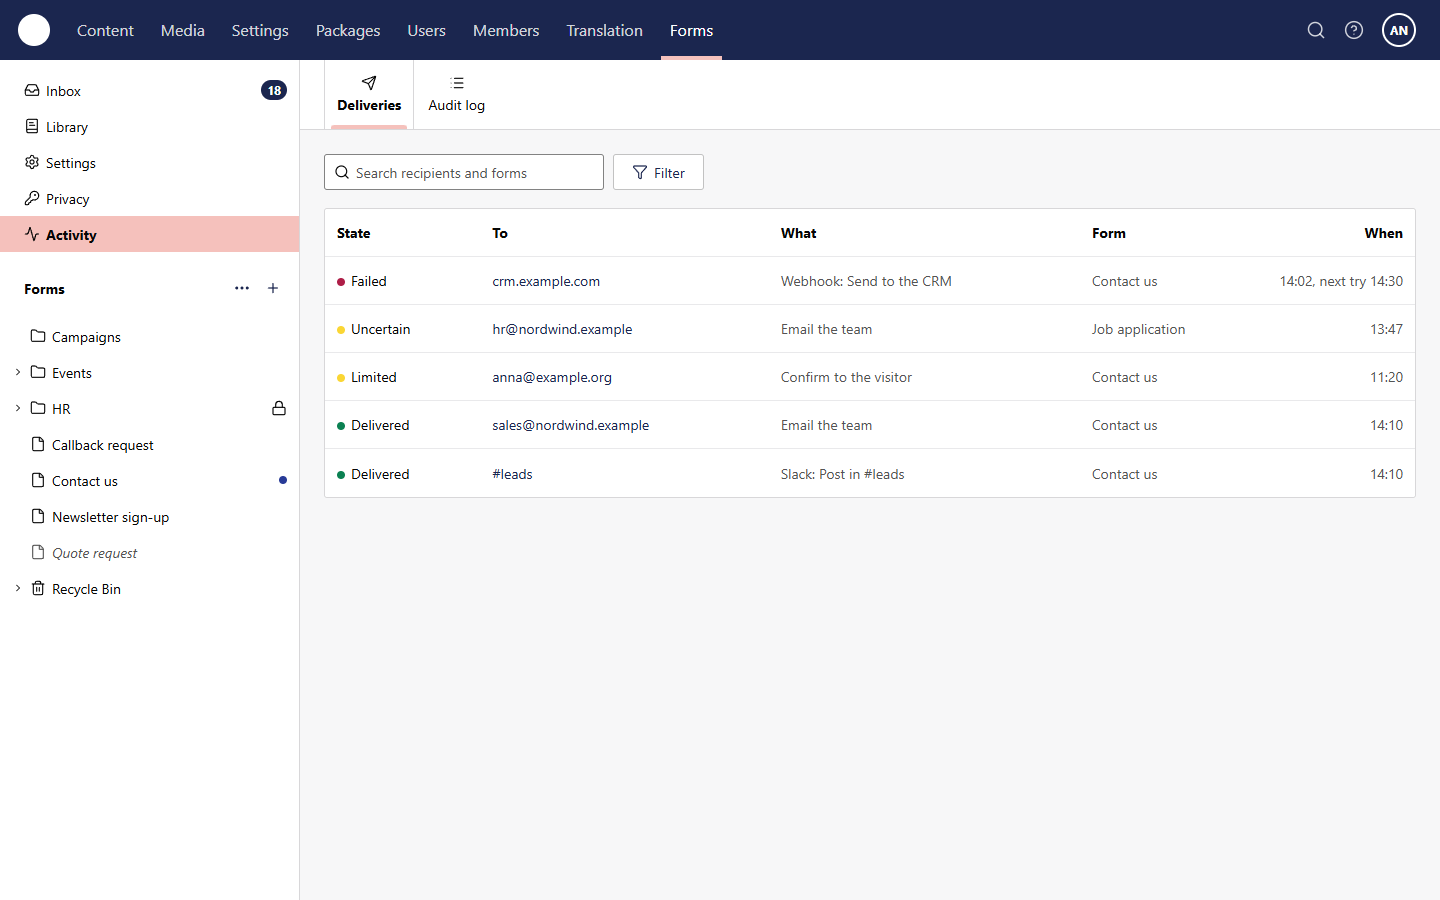 Content Media Settings Packages Users Members Translation Forms AN
Inbox 18
Library
Settings
Privacy
Activity
Forms
Campaigns
Events
HR
Callback request
Contact us
Newsletter sign-up
Quote request
Recycle Bin
Deliveries Audit log
Search recipients and forms Filter
State To What Form When
Failed crm.example.com Webhook: Send to the CRM Contact us 14:02, next try 14:30
Uncertain hr@nordwind.example Email the team Job application 13:47
Limited anna@example.org Confirm to the visitor Contact us 11:20
Delivered sales@nordwind.example Email the team Contact us 14:10
Delivered #leads Slack: Post in #leads Contact us 14:10